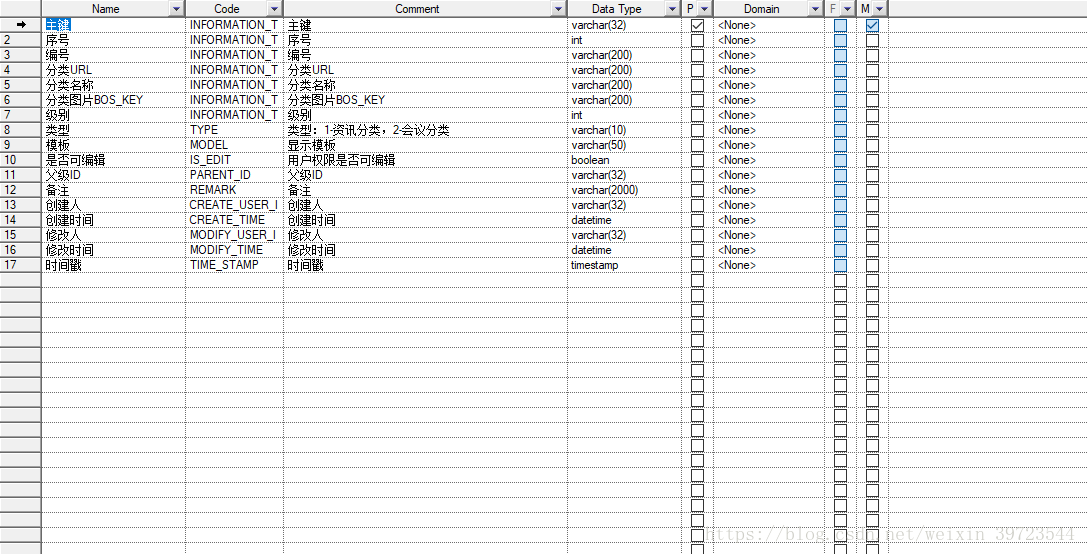 Name Code Comment Data Type P Domain F M
主键 INFORMATION_T 主键 varchar(32) <None>
2 序号 INFORMATION_T 序号 int <None>
3 编号 INFORMATION_T 编号 varchar(200) <None>
4 分类URL INFORMATION_T 分类URL varchar(200) <None>
5 分类名称 INFORMATION_T 分类名称 varchar(200) <None>
6 分类图片BOS_KEY INFORMATION_T 分类图片BOS_KEY varchar(200) <None>
7 级别 INFORMATION_T 级别 int <None>
8 类型 TYPE 类型：1-资讯分类，2-会议分类 varchar(10) <None>
9 模板 MODEL 显示模板 varchar(50) <None>
10 是否可编辑 IS_EDIT 用户权限是否可编辑 boolean <None>
11 父级ID PARENT_ID 父级ID varchar(32) <None>
12 备注 REMARK 备注 varchar(2000) <None>
13 创建人 CREATE_USER_I 创建人 varchar(32) <None>
14 创建时间 CREATE_TIME 创建时间 datetime <None>
15 修改人 MODIFY_USER_I 修改人 varchar(32) <None>
16 修改时间 MODIFY_TIME 修改时间 datetime <None>
17 时间戳 TIME_STAMP 时间戳 timestamp <None>
https://blog.csdn.net/weixin_39723544